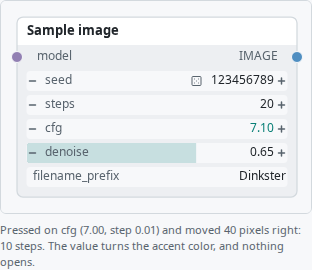 Sample image
model IMAGE
− seed 123456789 +
− steps 20 +
− cfg 7.10 +
− denoise 0.65 +
filename_prefix Dinkster
Pressed on cfg (7.00, step 0.01) and moved 40 pixels right:
10 steps. The value turns the accent color, and nothing
opens.